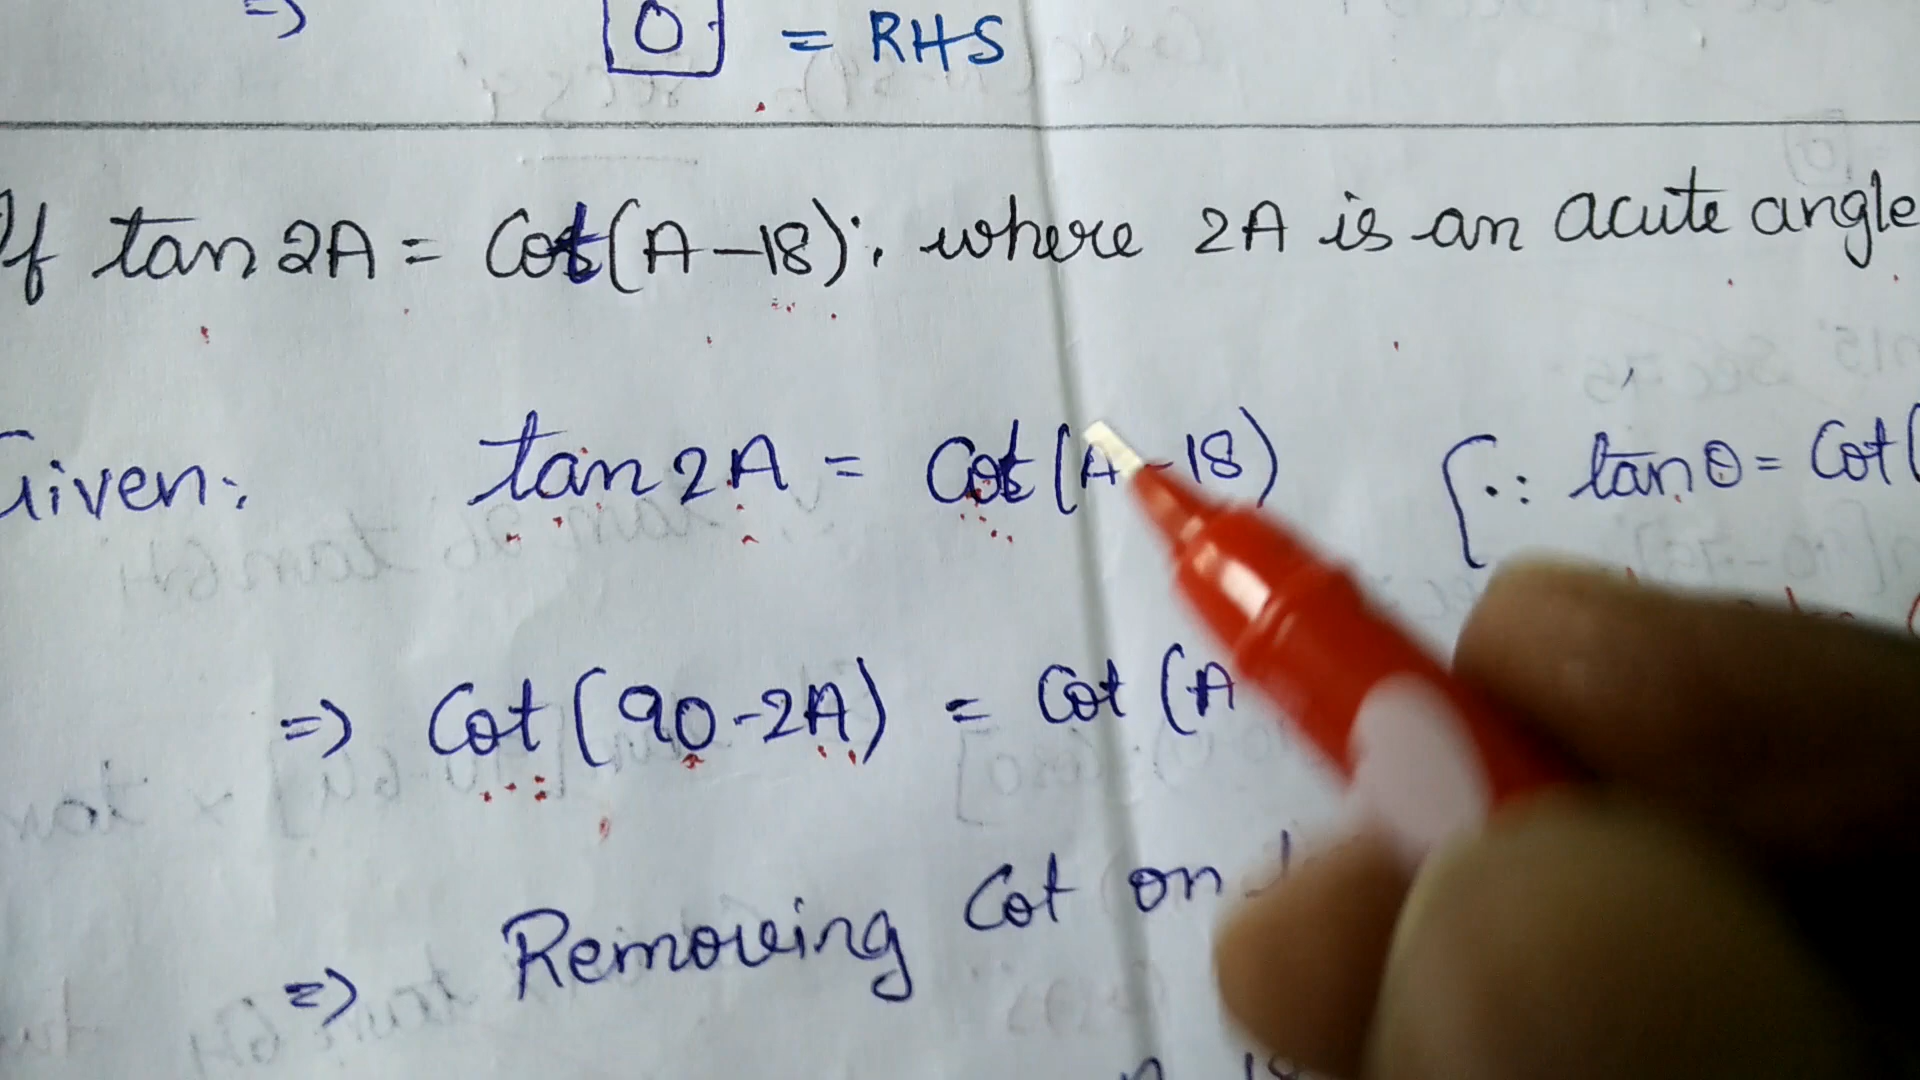 => 0 = RHS
If tan 2A = Cot(A-18); where 2A is an acute angle
Given: tan 2A = Cot(A-18) [∵ tan θ = Cot(
=> Cot(90-2A) = Cot(A
=> Removing Cot on